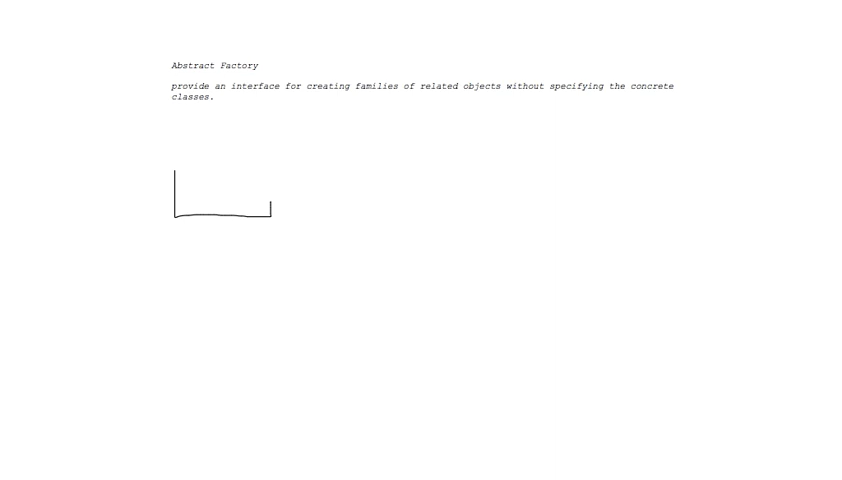 Abstract Factory
provide an interface for creating families of related objects without specifying the concrete
classes.